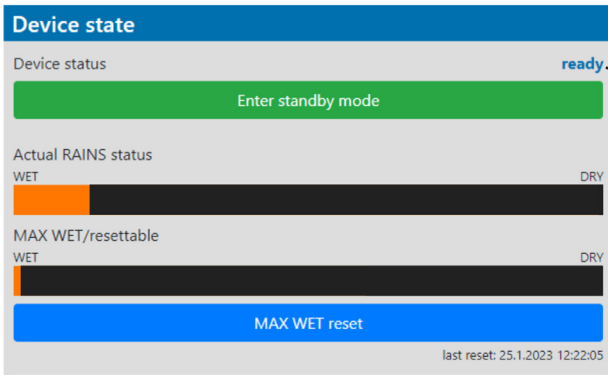 Device state
Device status ready.
Enter standby mode
Actual RAINS status
WET DRY
MAX WET/resettable
WET DRY
MAX WET reset
last reset: 25.1.2023 12:22:05